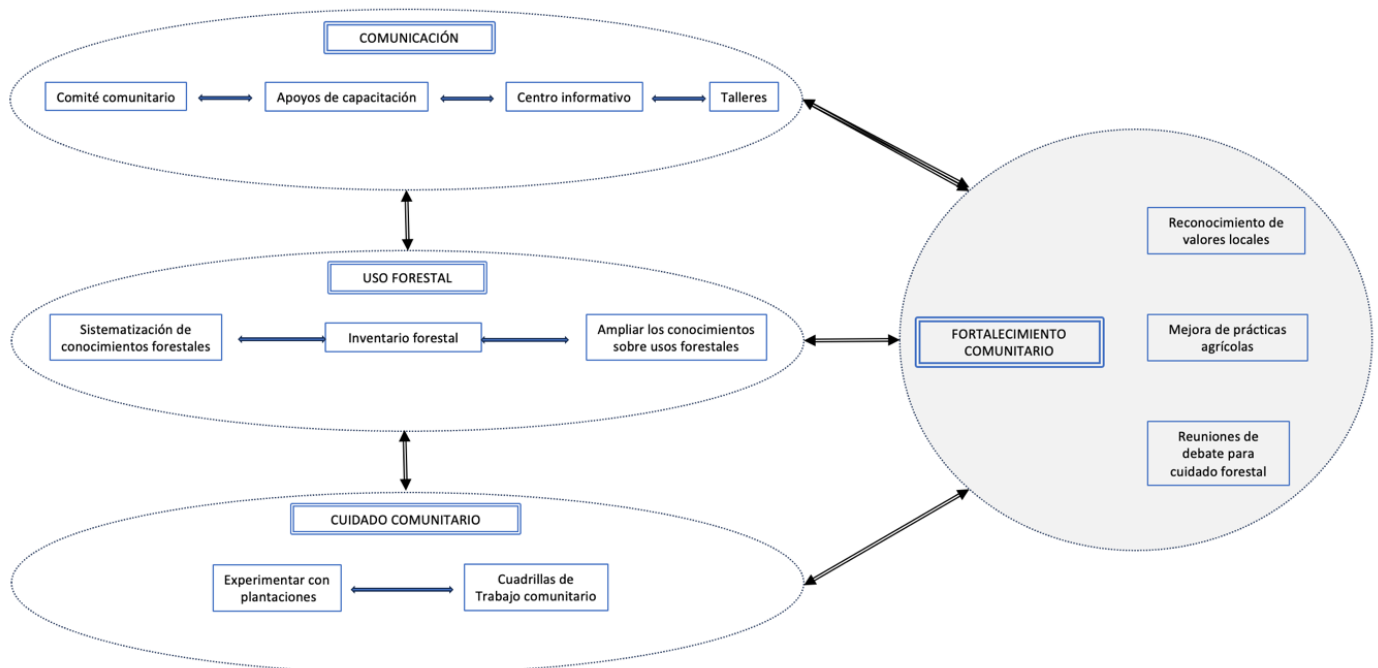 COMUNICACIÓN
Comité comunitario
Apoyos de capacitación
Centro informativo
Talleres
USO FORESTAL
Sistematización de
conocimientos forestales
Inventario forestal
Ampliar los conocimientos
sobre usos forestales
CUIDADO COMUNITARIO
Experimentar con
plantaciones
Cuadrillas de
Trabajo comunitario
FORTALECIMIENTO
COMUNITARIO
Reconocimiento de
valores locales
Mejora de prácticas
agrícolas
Reuniones de
debate para
cuidado forestal